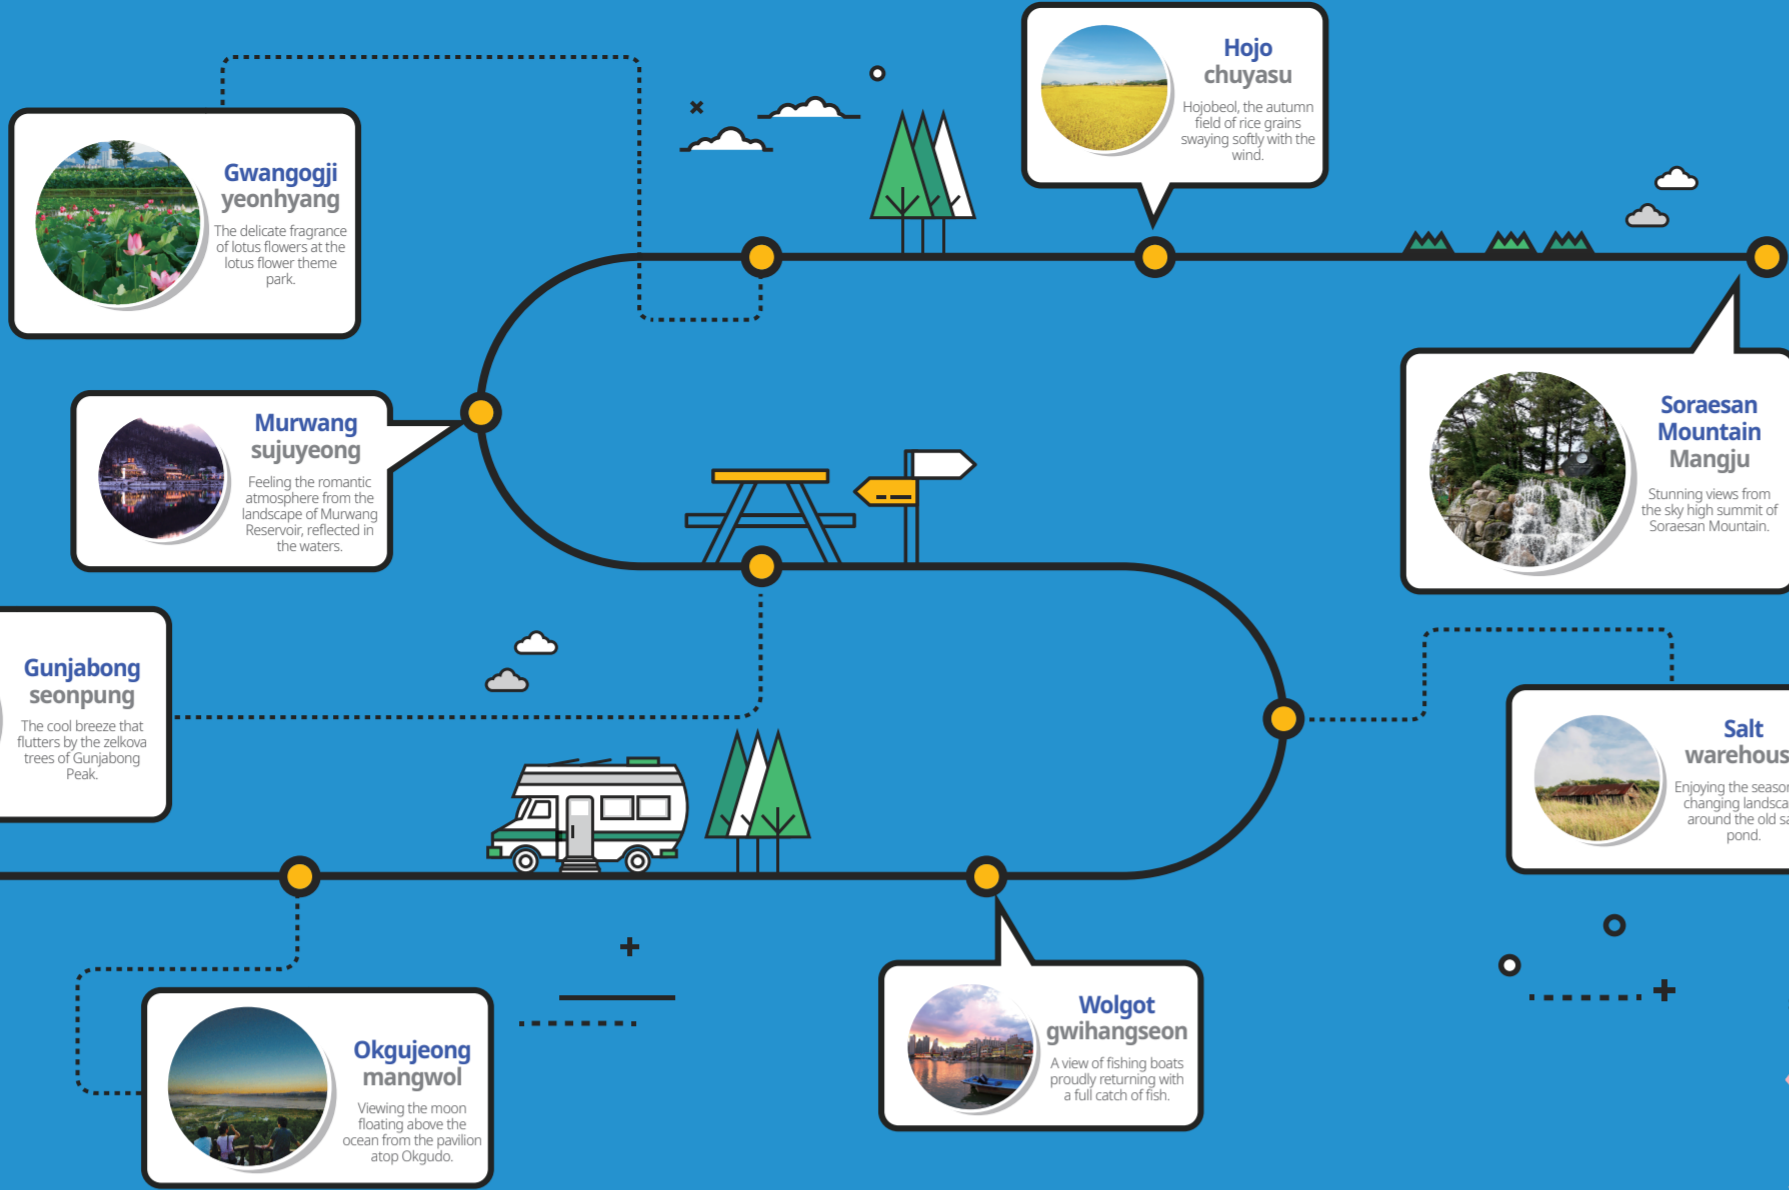 Hojo
chuyasu
Hojobeol, the autumn
field of rice grains
swaying softly with the
wind.
Gwangogji
yeonhyang
The delicate fragrance
of lotus flowers at the
lotus flower theme
park.
Murwang
sujuyeong
Feeling the romantic
atmosphere from the
landscape of Murwang
Reservoir, reflected in
the waters.
Soraesan
Mountain
Mangju
Stunning views from
the sky high summit of
Soraesan Mountain.
Gunjabong
seonpung
The cool breeze that
flutters by the zelkova
trees of Gunjabong
Peak.
Salt
warehous
Enjoying the season
changing landsca
around the old sa
pond.
Okgujeong
mangwol
Viewing the moon
floating above the
ocean from the pavilion
atop Okgudo.
Wolgot
gwihangseon
A view of fishing boats
proudly returning with
a full catch of fish.